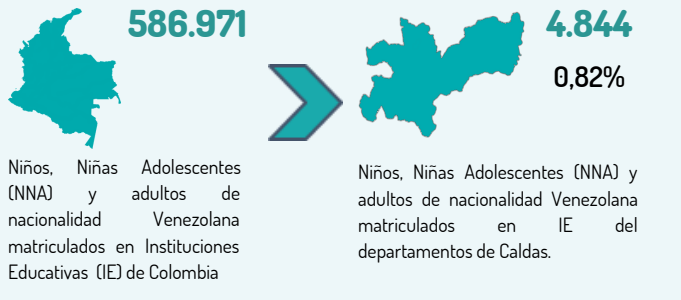 586.971
Niños, Niñas Adolescentes
(NNA) y adultos de
nacionalidad Venezolana
matriculados en Instituciones
Educativas (IE) de Colombia
4.844
0,82%
Niños, Niñas Adolescentes (NNA) y
adultos de nacionalidad Venezolana
matriculados en IE del
departamentos de Caldas.